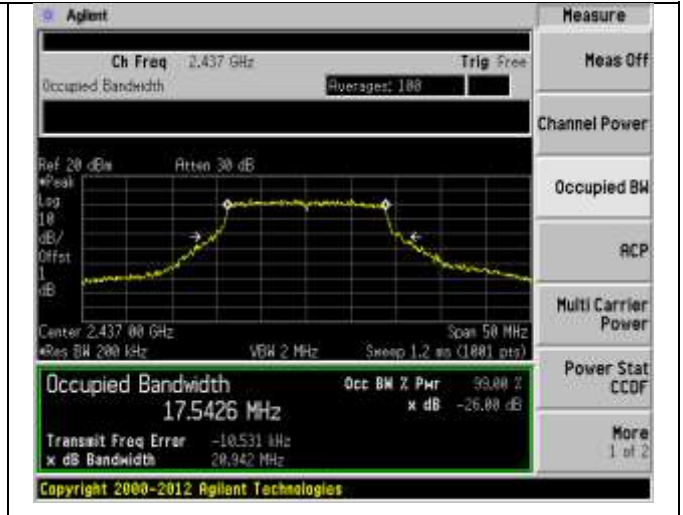 Agilent
Measure
Ch Freq 2.437 GHz Trig Free
Occupied Bandwidth Averages: 100
Meas Off
Channel Power
Occupied BW
ACP
Multi Carrier
Power
Power Stat
CCDF
More
1 of 2
Ref 20 dBm Atten 30 dB
#Peak
Log
10
dB/
Offst
1
dB
Center 2.437 00 GHz Span 50 MHz
#Res BW 200 kHz VBW 2 MHz Sweep 1.2 ms (1001 pts)
Occupied Bandwidth Occ BW % Pwr 99.00 %
17.5426 MHz x dB -26.00 dB
Transmit Freq Error -10.531 kHz
x dB Bandwidth 20.942 MHz
Copyright 2000-2012 Agilent Technologies